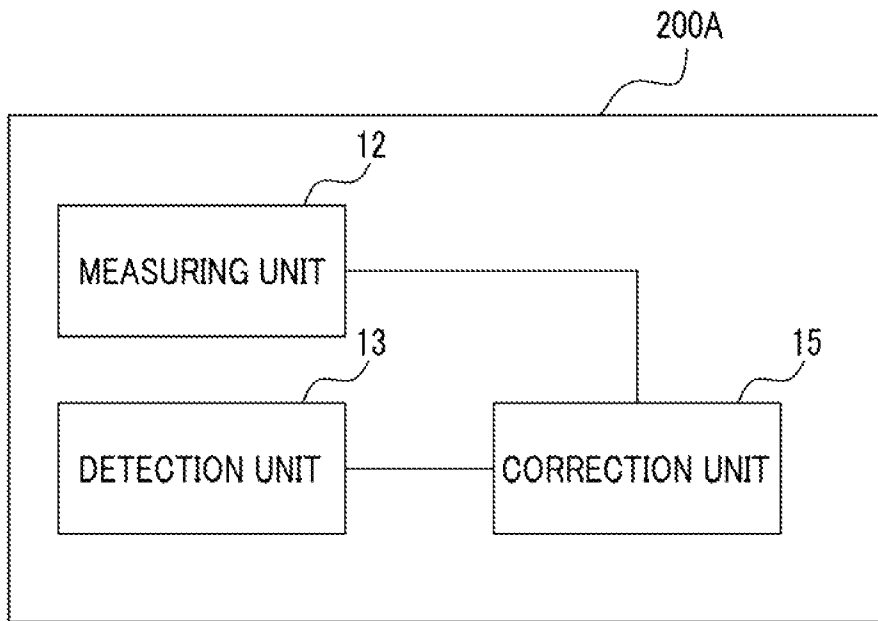 200A
12
MEASURING UNIT
13
DETECTION UNIT
15
CORRECTION UNIT